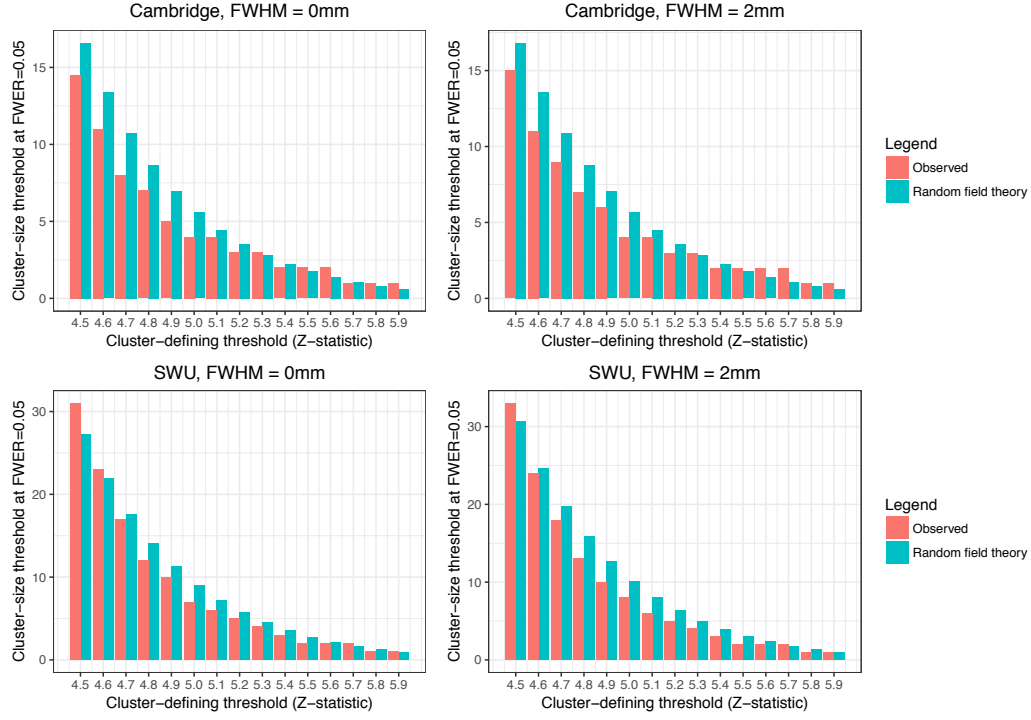 Cambridge, FWHM = 0mm
Cluster−size threshold at FWER=0.05
15
10
5
0
4.5 4.6 4.7 4.8 4.9 5.0 5.1 5.2 5.3 5.4 5.5 5.6 5.7 5.8 5.9
Cluster−defining threshold (Z−statistic)
Cambridge, FWHM = 2mm
Cluster−size threshold at FWER=0.05
15
10
5
0
4.5 4.6 4.7 4.8 4.9 5.0 5.1 5.2 5.3 5.4 5.5 5.6 5.7 5.8 5.9
Cluster−defining threshold (Z−statistic)
Legend
Observed
Random field theory
SWU, FWHM = 0mm
Cluster−size threshold at FWER=0.05
30
20
10
0
4.5 4.6 4.7 4.8 4.9 5.0 5.1 5.2 5.3 5.4 5.5 5.6 5.7 5.8 5.9
Cluster−defining threshold (Z−statistic)
SWU, FWHM = 2mm
Cluster−size threshold at FWER=0.05
30
20
10
0
4.5 4.6 4.7 4.8 4.9 5.0 5.1 5.2 5.3 5.4 5.5 5.6 5.7 5.8 5.9
Cluster−defining threshold (Z−statistic)
Legend
Observed
Random field theory